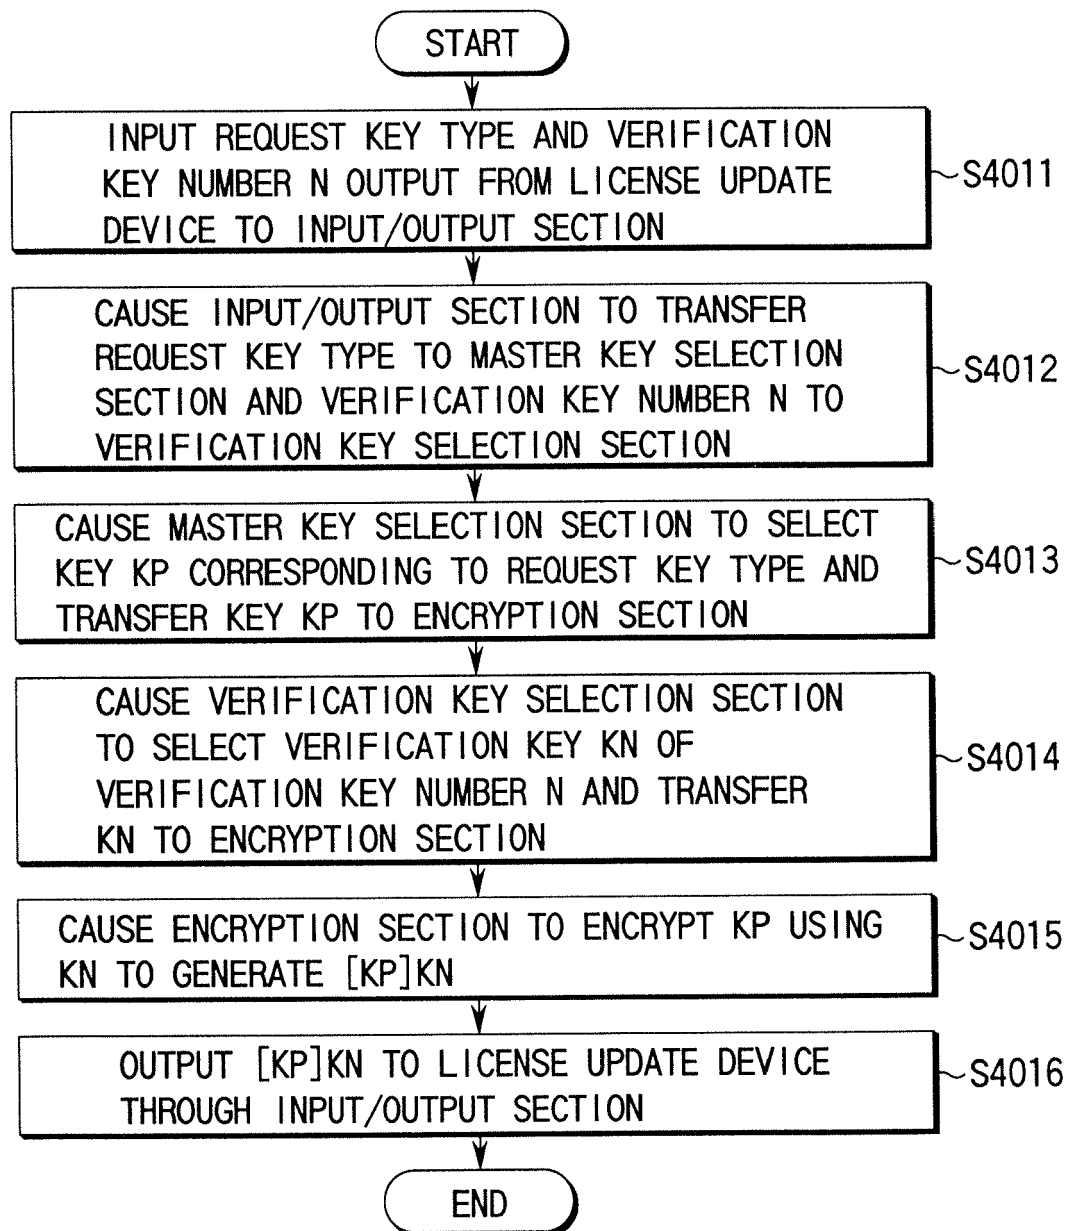 START
INPUT REQUEST KEY TYPE AND VERIFICATION
KEY NUMBER N OUTPUT FROM LICENSE UPDATE
DEVICE TO INPUT/OUTPUT SECTION
S4011
CAUSE INPUT/OUTPUT SECTION TO TRANSFER
REQUEST KEY TYPE TO MASTER KEY SELECTION
SECTION AND VERIFICATION KEY NUMBER N TO
VERIFICATION KEY SELECTION SECTION
S4012
CAUSE MASTER KEY SELECTION SECTION TO SELECT
KEY KP CORRESPONDING TO REQUEST KEY TYPE AND
TRANSFER KEY KP TO ENCRYPTION SECTION
S4013
CAUSE VERIFICATION KEY SELECTION SECTION
TO SELECT VERIFICATION KEY KN OF
VERIFICATION KEY NUMBER N AND TRANSFER
KN TO ENCRYPTION SECTION
S4014
CAUSE ENCRYPTION SECTION TO ENCRYPT KP USING
KN TO GENERATE [KP]KN
S4015
OUTPUT [KP]KN TO LICENSE UPDATE DEVICE
THROUGH INPUT/OUTPUT SECTION
S4016
END